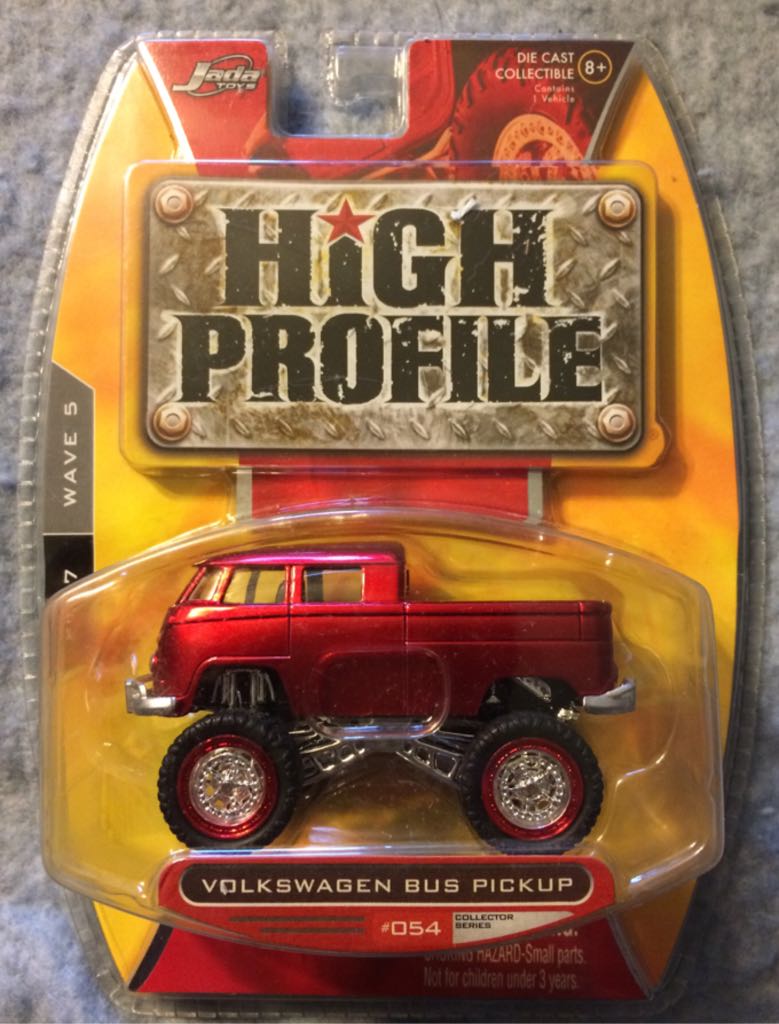 Jada
TOYS
DIE CAST
COLLECTIBLE
8+
Contains
1 Vehicle
HiGH
PROFILE
WAVE 5
7
VOLKSWAGEN BUS PICKUP
#054
COLLECTOR
SERIES
HAZARD-Small parts.
Not for children under 3 years.